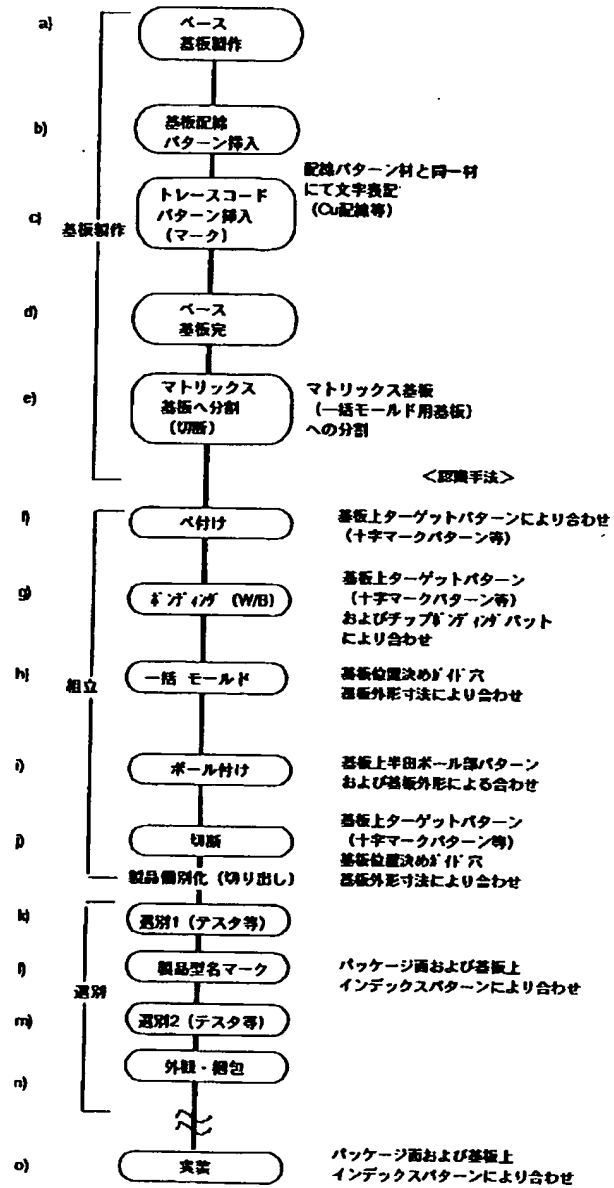 a)
ベース
基板製作
b)
基板配線
パターン挿入
配線パターン材と同一材
にて文字表記
(Cu配線等)
c)
トレースコード
パターン挿入
(マーク)
基板製作
d)
ベース
基板完
e)
マトリックス
基板へ分割
(切断)
マトリックス基板
(一括モールド用基板)
への分割
<認識手法>
f)
ペ付け
基板上ターゲットパターンにより合わせ
(十字マークパターン等)
g)
ボンディング (W/B)
基板上ターゲットパターン
(十字マークパターン等)
およびチップボンディングパット
により合わせ
h)
組立
一括 モールド
基板位置決めガイド穴
基板外形寸法により合わせ
i)
ボール付け
基板上半田ボール部パターン
および基板外形による合わせ
j)
切断
製品個別化 (切り出し)
基板上ターゲットパターン
(十字マークパターン等)
基板位置決めガイド穴
基板外形寸法により合わせ
k)
選別1 (テスタ等)
l)
製品型名マーク
パッケージ面および基板上
インデックスパターンにより合わせ
選別
m)
選別2 (テスタ等)
n)
外観・梱包
o)
実装
パッケージ面および基板上
インデックスパターンにより合わせ